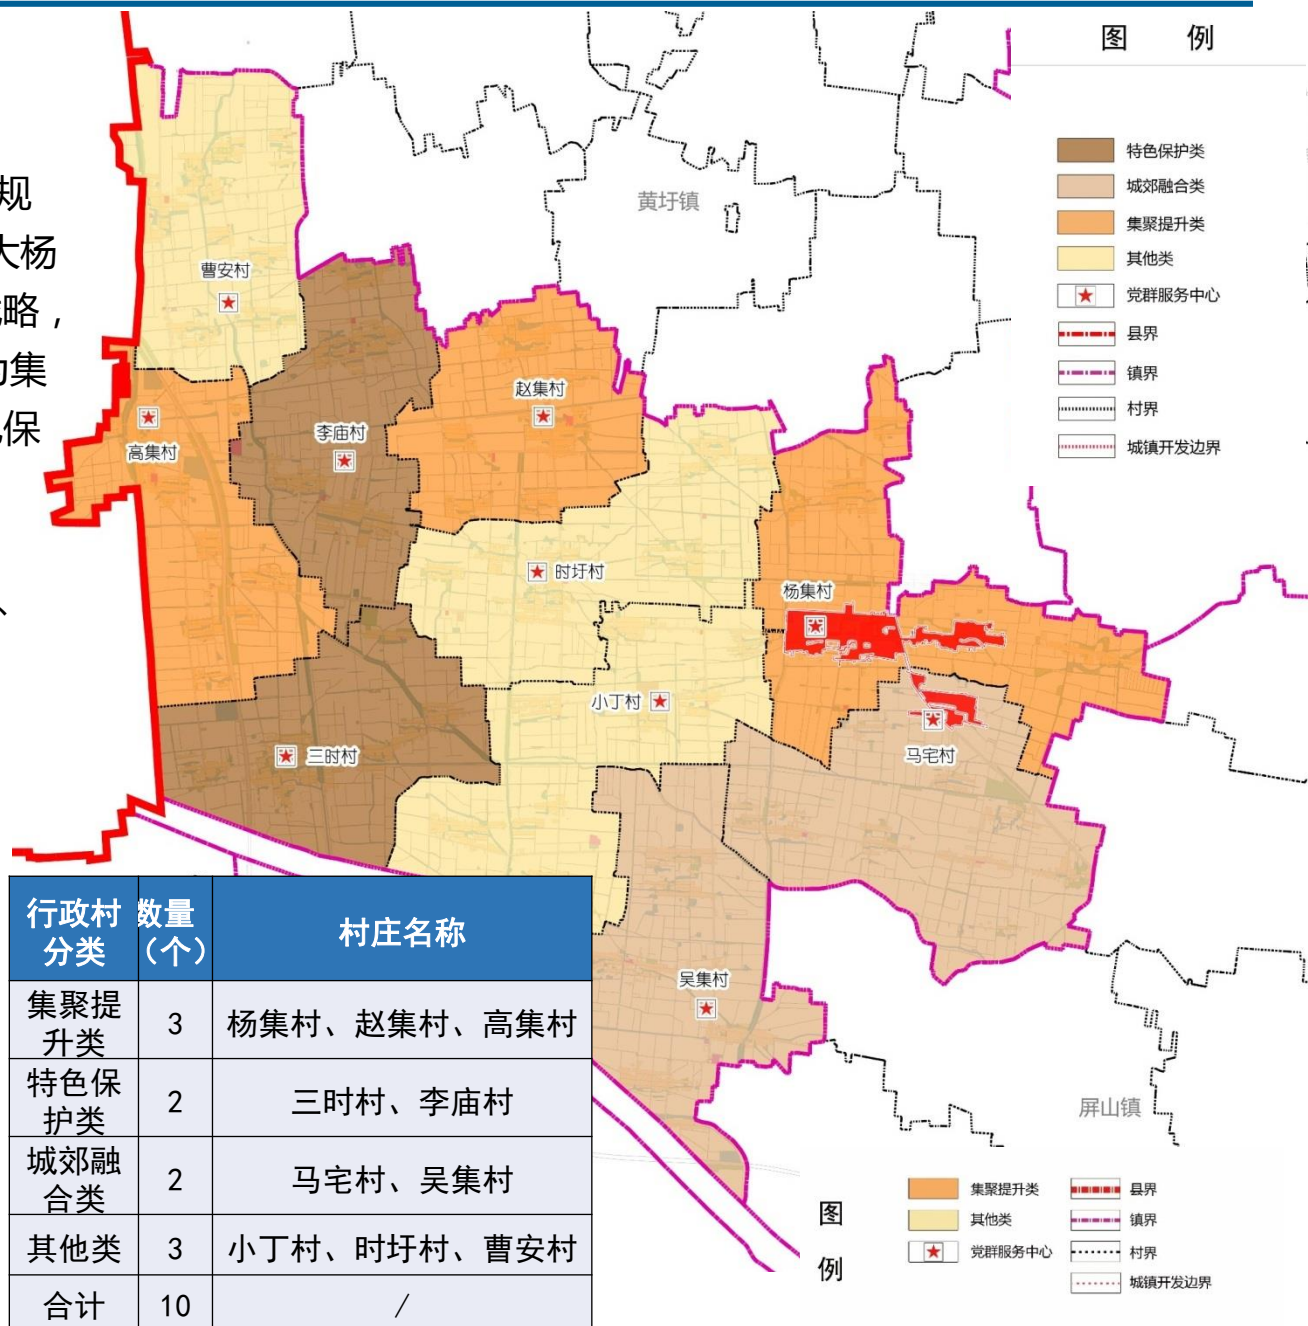 规
大杨
略，
力集
保
、
图 例
特色保护类
城郊融合类
集聚提升类
其他类
党群服务中心
县界
镇界
村界
城镇开发边界
黄圩镇
曹安村
赵集村
李庙村
高集村
时圩村
杨集村
小丁村
三时村
马宅村
吴集村
屏山镇
行政村分类 数量（个） 村庄名称
集聚提升类 3 杨集村、赵集村、高集村
特色保护类 2 三时村、李庙村
城郊融合类 2 马宅村、吴集村
其他类 3 小丁村、时圩村、曹安村
合计 10 /
图例
集聚提升类
其他类
党群服务中心
县界
镇界
村界
城镇开发边界